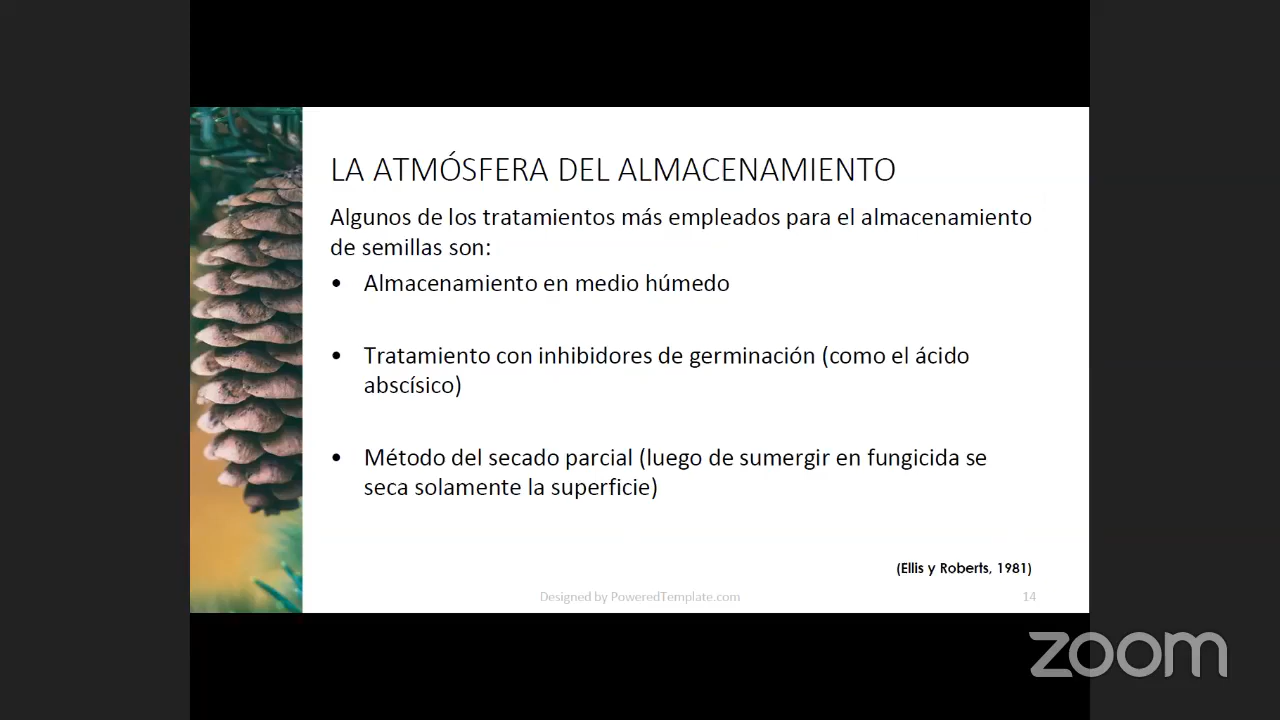 LA ATMÓSFERA DEL ALMACENAMIENTO
Algunos de los tratamientos más empleados para el almacenamiento
de semillas son:
• Almacenamiento en medio húmedo
• Tratamiento con inhibidores de germinación (como el ácido
abscísico)
• Método del secado parcial (luego de sumergir en fungicida se
seca solamente la superficie)
(Ellis y Roberts, 1981)
Designed by PoweredTemplate.com
14
zoom